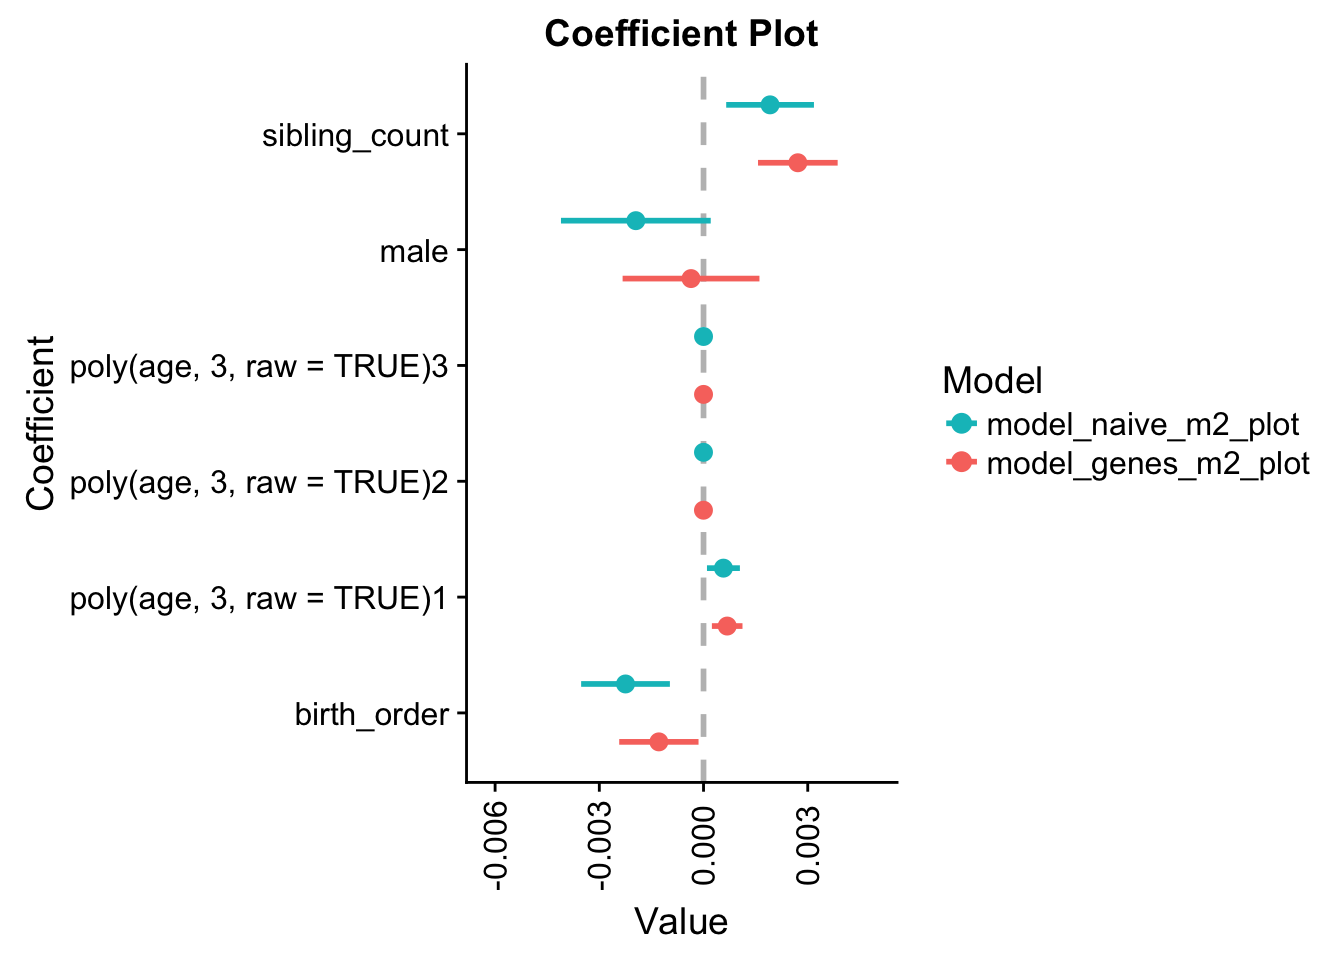 Coefficient Plot
sibling_count
male
poly(age, 3, raw = TRUE)3
poly(age, 3, raw = TRUE)2
poly(age, 3, raw = TRUE)1
birth_order
Coefficient
-0.006
-0.003
0.000
0.003
Value
Model
model_naive_m2_plot
model_genes_m2_plot